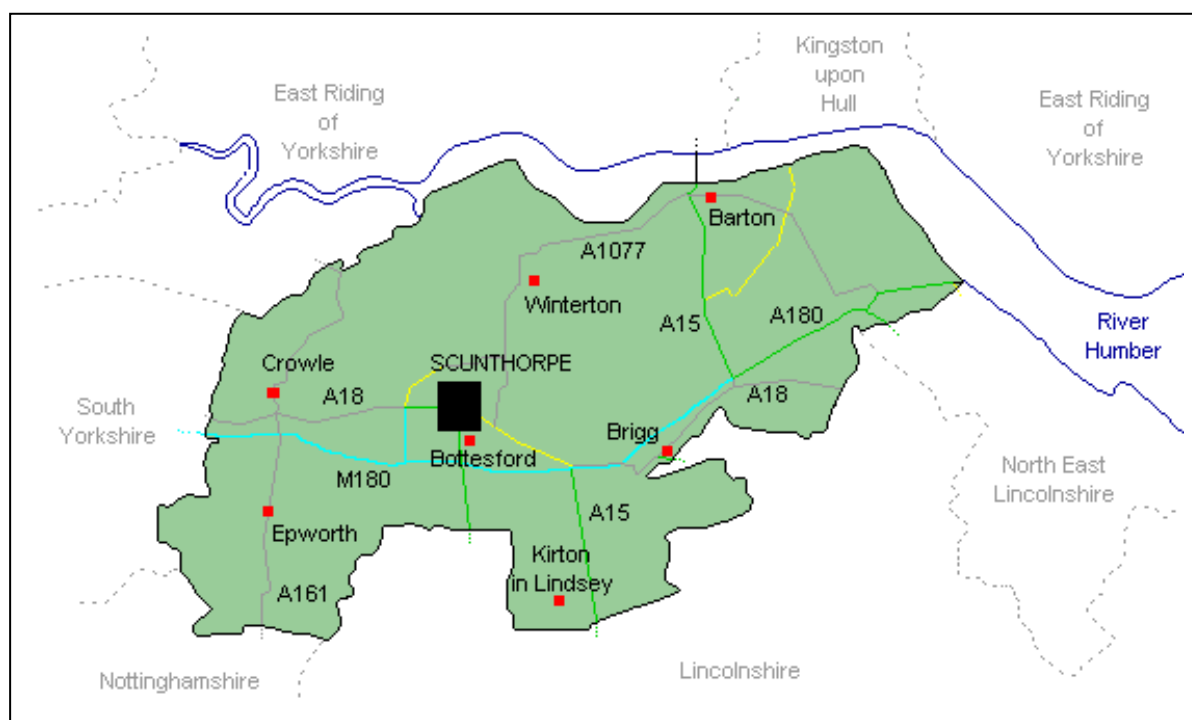 Kingston
upon
Hull
East Riding
of
Yorkshire
East Riding
of
Yorkshire
Barton
A1077
Winterton
A15
A180
River
Humber
Crowle
SCUNTHORPE
A18
A18
South
Yorkshire
Brigg
Bottesford
M180
North East
Lincolnshire
A15
Epworth
Kirton
in Lindsey
A161
Nottinghamshire
Lincolnshire